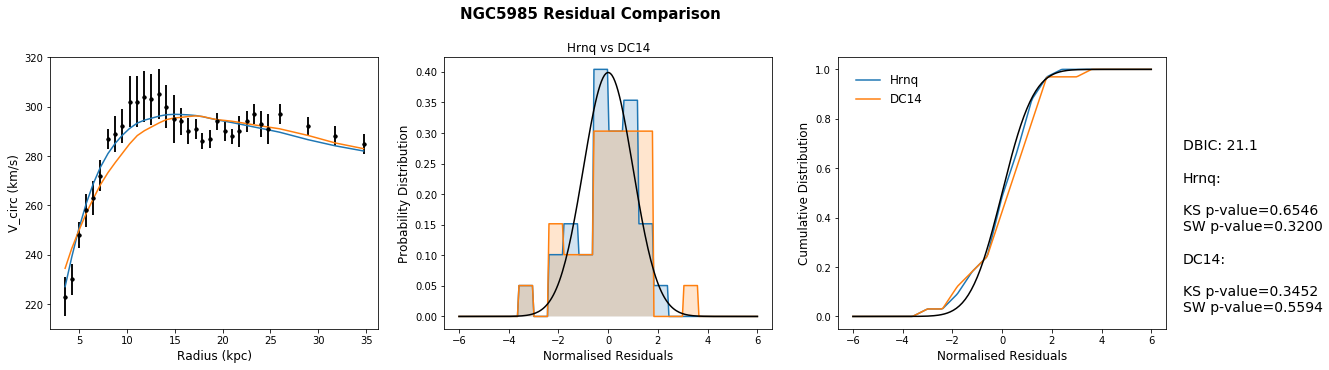 NGC5985 Residual Comparison
320
300
280
260
240
220
5
10
15
20
25
30
35
V_circ (km/s)
Radius (kpc)
Hrnq vs DC14
0.40
0.35
0.30
0.25
0.20
0.15
0.10
0.05
0.00
−6
−4
−2
0
2
4
6
Probability Distribution
Normalised Residuals
1.0
0.8
0.6
0.4
0.2
0.0
−6
−4
−2
0
2
4
6
Cumulative Distribution
Normalised Residuals
Hrnq
DC14
DBIC: 21.1
Hrnq:
KS p-value=0.6546
SW p-value=0.3200
DC14:
KS p-value=0.3452
SW p-value=0.5594